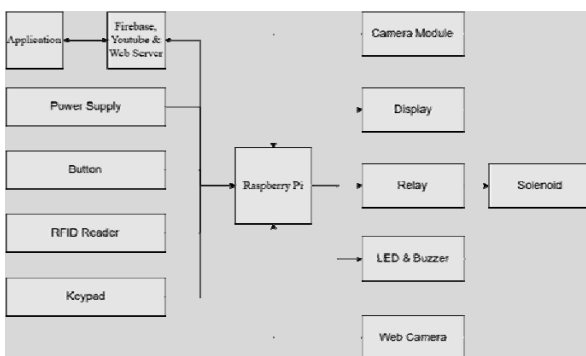 Application
Firebase,
Youtube &
Web Server
Camera Module
Power Supply
Display
Button
Raspberry Pi
Relay
Solenoid
RFID Reader
LED & Buzzer
Keypad
Web Camera